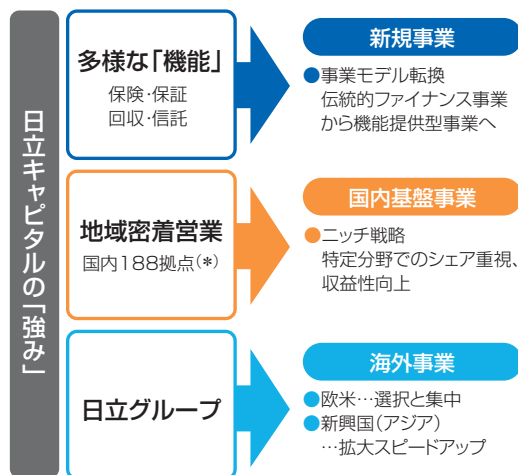 日立キャピタルの「強み」
多様な「機能」
保険・保証
回収・信託
新規事業
●事業モデル転換
伝統的ファイナンス事業
から機能提供型事業へ
地域密着営業
国内188拠点(*)
国内基盤事業
●ニッチ戦略
特定分野でのシェア重視、
収益性向上
日立グループ
海外事業
●欧米…選択と集中
●新興国(アジア)
…拡大スピードアップ